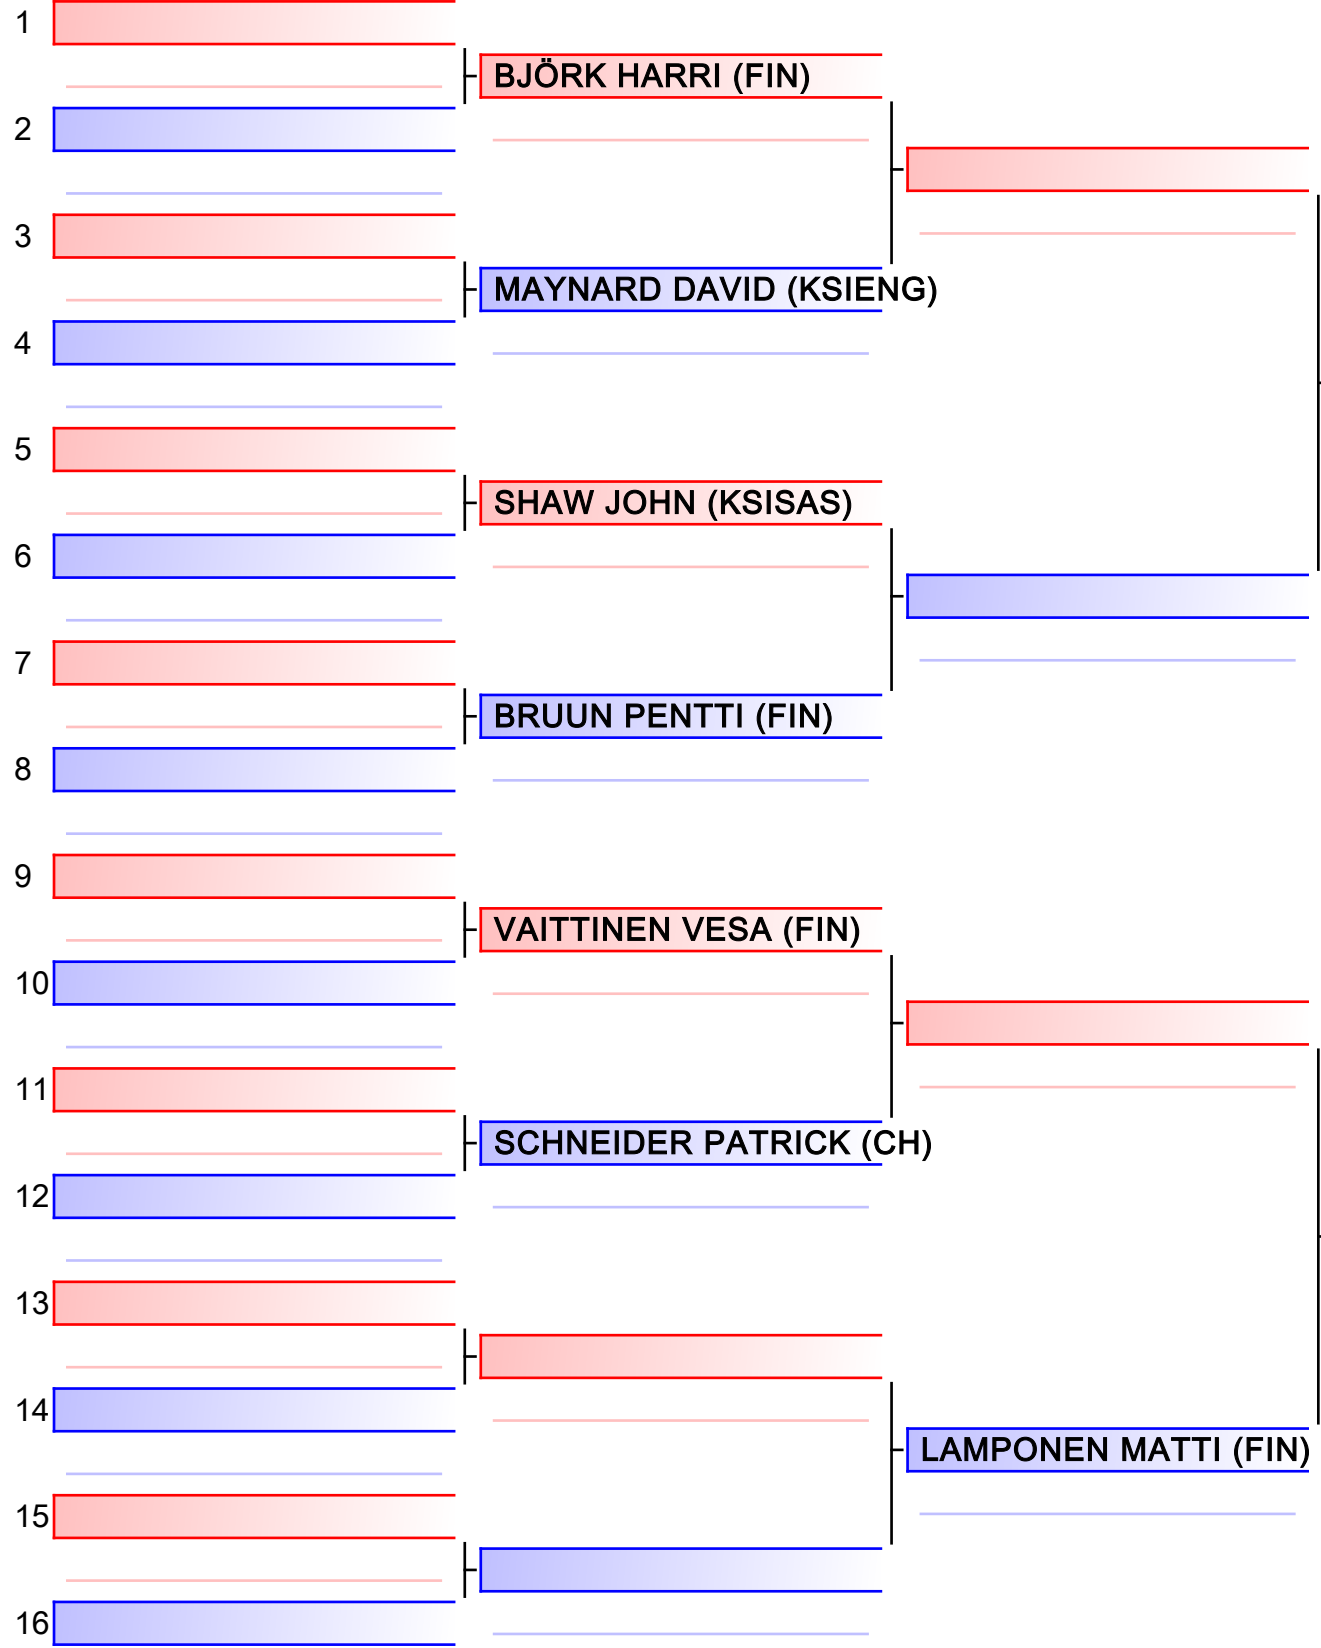 1
BJÖRK HARRI (FIN)
2
3
MAYNARD DAVID (KSIENG)
4
5
SHAW JOHN (KSISAS)
6
7
BRUUN PENTTI (FIN)
8
9
VAITTINEN VESA (FIN)
10
11
SCHNEIDER PATRICK (CH)
12
13
14
LAMPONEN MATTI (FIN)
15
16